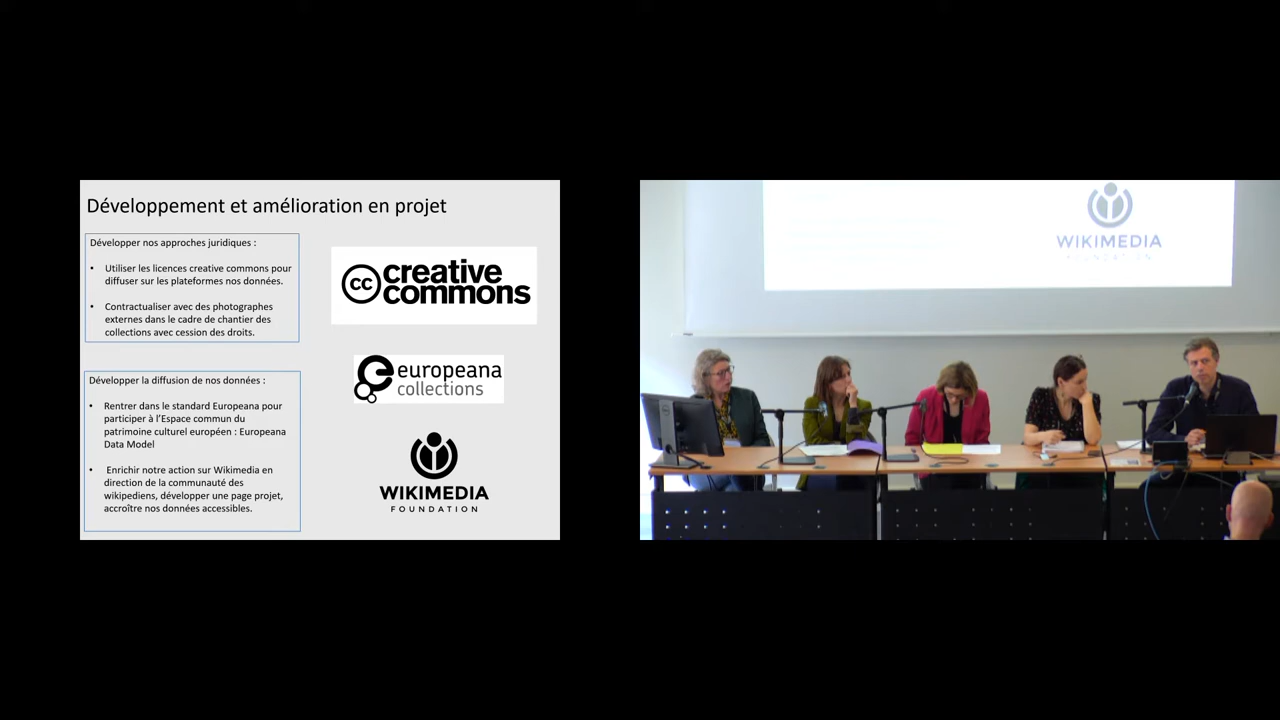 Développement et amélioration en projet
Développer nos approches juridiques :
• Utiliser les licences creative commons pour
diffuser sur les plateformes nos données.
• Contractualiser avec des photographes
externes dans le cadre de chantier des
collections avec cession des droits.
Développer la diffusion de nos données :
• Rentrer dans le standard Europeana pour
participer à l'Espace commun du
patrimoine culturel européen : Europeana
Data Model
• Enrichir notre action sur Wikimedia en
direction de la communauté des
wikipediens, développer une page projet,
accroître nos données accessibles.
cc creative
commons
europeana
collections
WIKIMEDIA
FOUNDATION
WIKIMEDIA
FOUNDATION